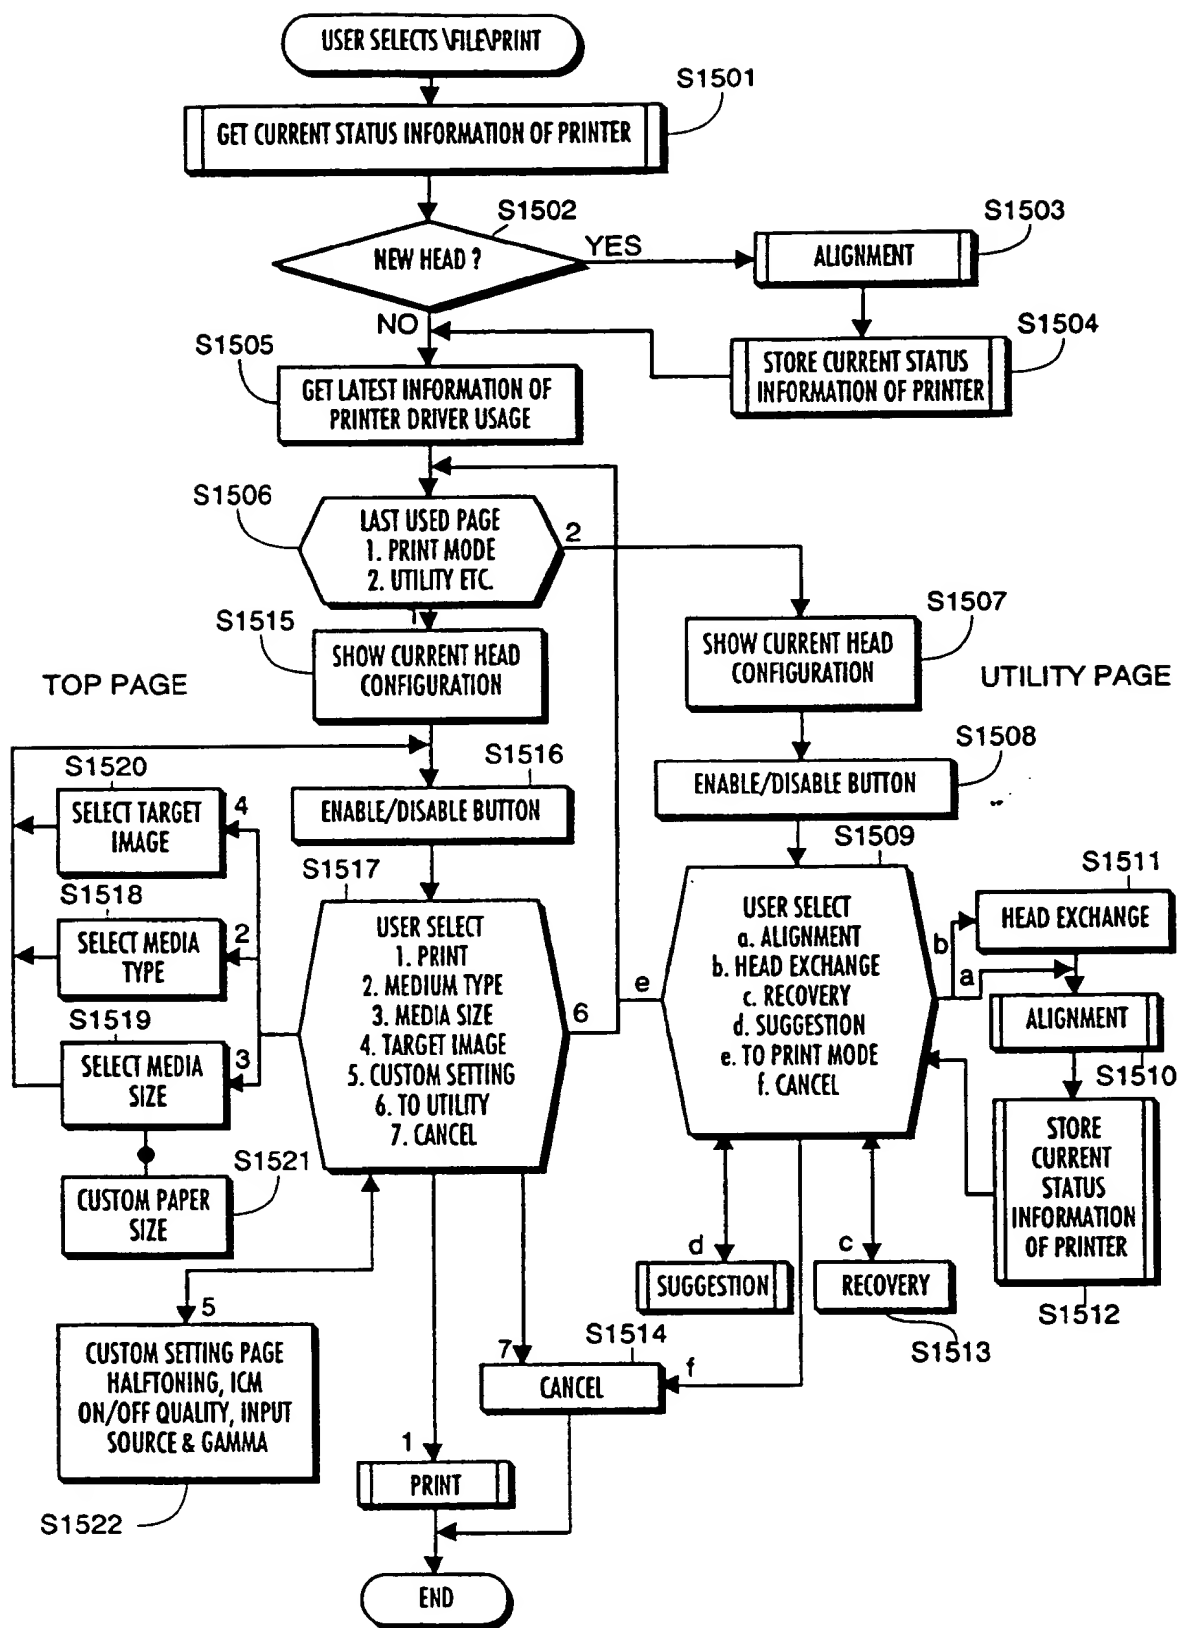 USER SELECTS \FILE\PRINT
S1501
GET CURRENT STATUS INFORMATION OF PRINTER
S1502
NEW HEAD ?
YES
S1503
ALIGNMENT
NO
S1504
STORE CURRENT STATUS
INFORMATION OF PRINTER
S1505
GET LATEST INFORMATION OF
PRINTER DRIVER USAGE
S1506
LAST USED PAGE
1. PRINT MODE
2. UTILITY ETC.
2
1
S1515
SHOW CURRENT HEAD
CONFIGURATION
S1507
SHOW CURRENT HEAD
CONFIGURATION
TOP PAGE
UTILITY PAGE
S1516
ENABLE/DISABLE BUTTON
S1508
ENABLE/DISABLE BUTTON
S1520
SELECT TARGET
IMAGE
4
S1518
SELECT MEDIA
TYPE
2
S1519
SELECT MEDIA
SIZE
3
S1521
CUSTOM PAPER
SIZE
S1517
USER SELECT
1. PRINT
2. MEDIUM TYPE
3. MEDIA SIZE
4. TARGET IMAGE
5. CUSTOM SETTING
6. TO UTILITY
7. CANCEL
6
e
S1509
USER SELECT
a. ALIGNMENT
b. HEAD EXCHANGE
c. RECOVERY
d. SUGGESTION
e. TO PRINT MODE
f. CANCEL
b
a
S1511
HEAD EXCHANGE
ALIGNMENT
S1510
STORE
CURRENT
STATUS
INFORMATION
OF PRINTER
S1512
d
SUGGESTION
c
RECOVERY
S1513
5
CUSTOM SETTING PAGE
HALFTONING, ICM
ON/OFF QUALITY, INPUT
SOURCE & GAMMA
S1522
7
S1514
f
CANCEL
1
PRINT
END